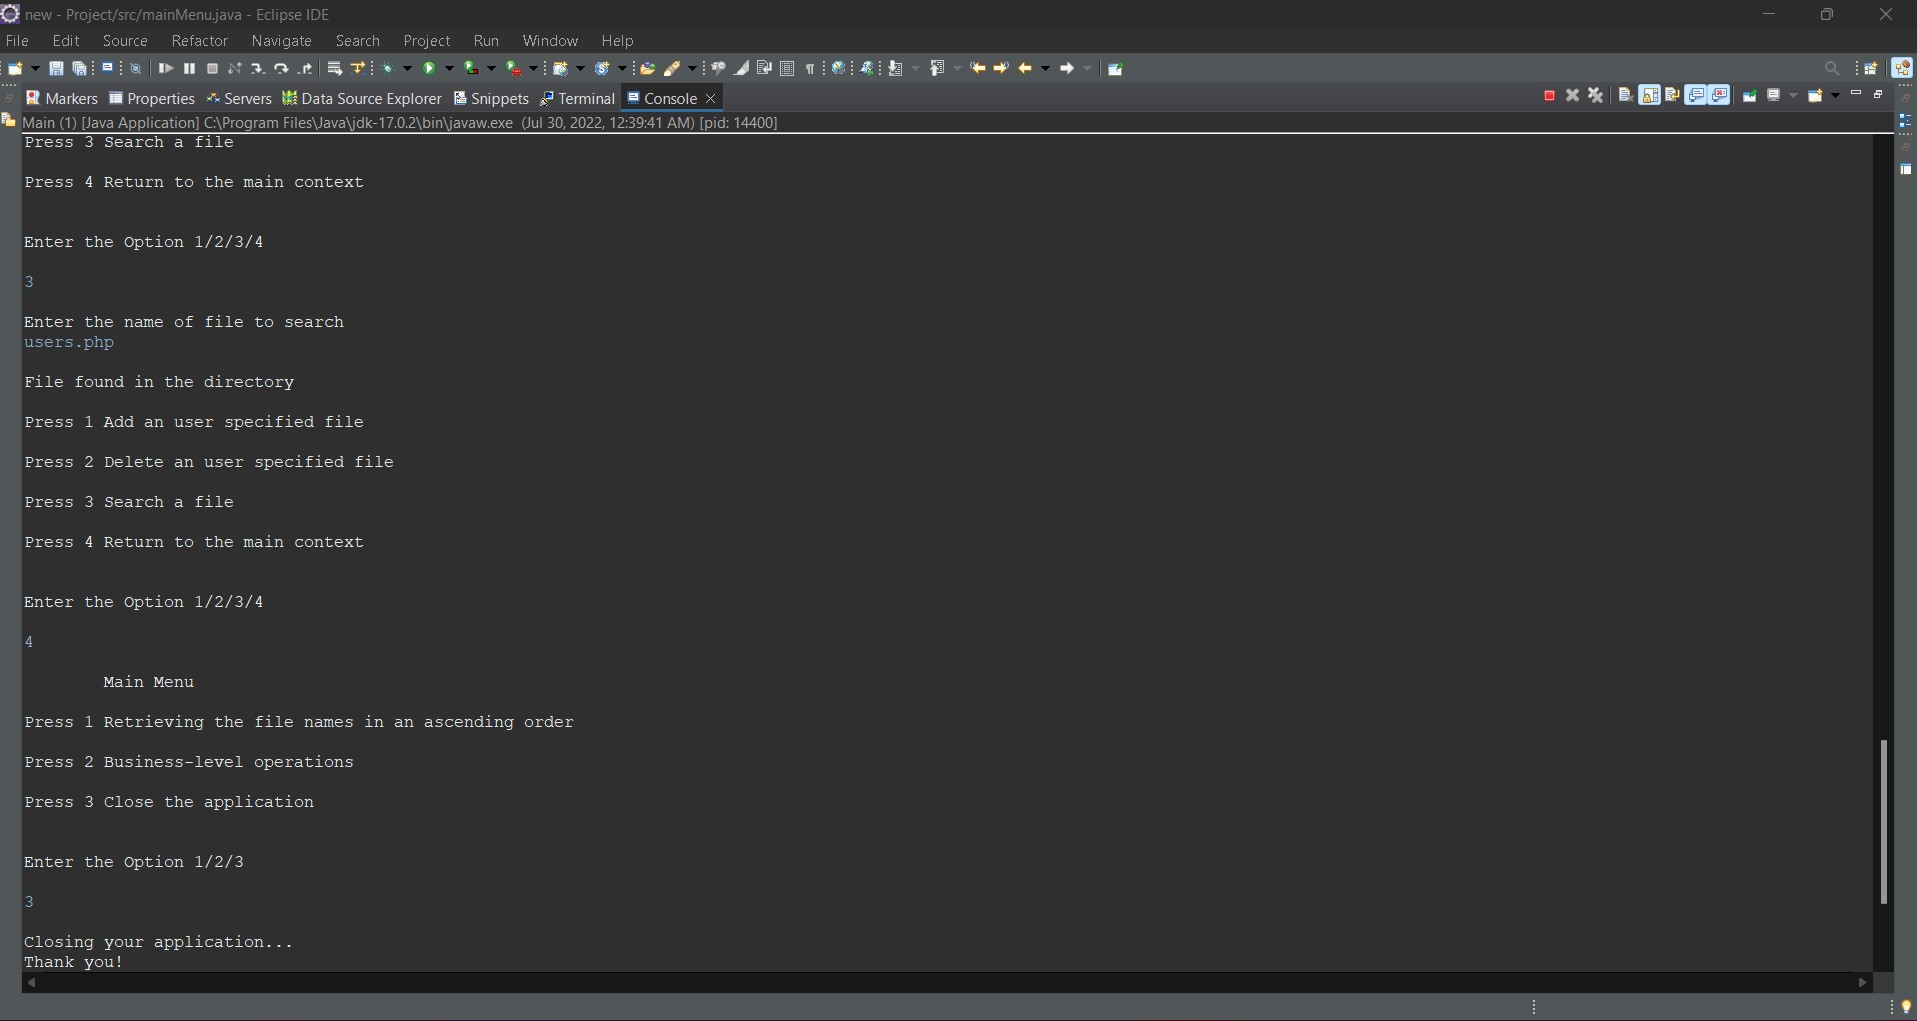 new - Project/src/mainMenu.java - Eclipse IDE
File Edit Source Refactor Navigate Search Project Run Window Help
Markers Properties Servers Data Source Explorer Snippets Terminal Console
Main (1) [Java Application] C:\Program Files\Java\jdk-17.0.2\bin\javaw.exe (Jul 30, 2022, 12:39:41 AM) [pid: 14400]
Press 3 Search a file
Press 4 Return to the main context
Enter the Option 1/2/3/4
3
Enter the name of file to search
users.php
File found in the directory
Press 1 Add an user specified file
Press 2 Delete an user specified file
Press 3 Search a file
Press 4 Return to the main context
Enter the Option 1/2/3/4
4
Main Menu
Press 1 Retrieving the file names in an ascending order
Press 2 Business-level operations
Press 3 Close the application
Enter the Option 1/2/3
3
Closing your application...
Thank you!